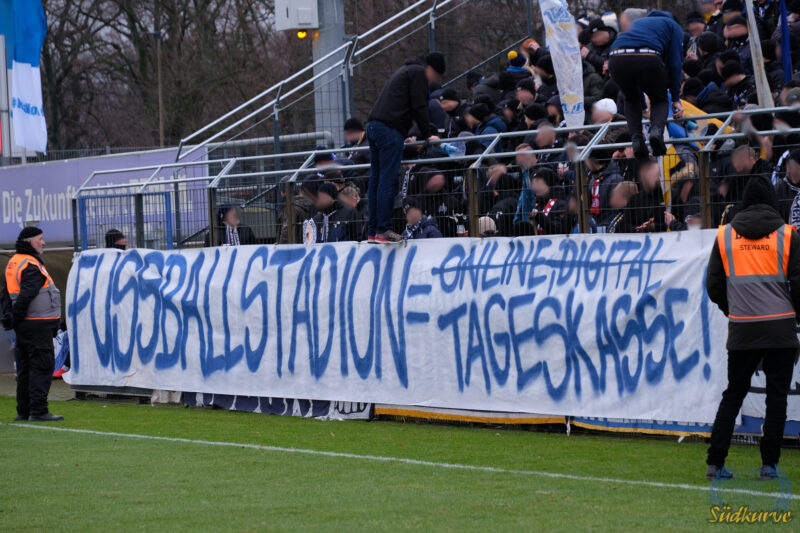 Die Zukunft
FUSSBALLSTADION = ONLINE, DIGITAL
TAGESKASSE!
STEWARD
Südkurve